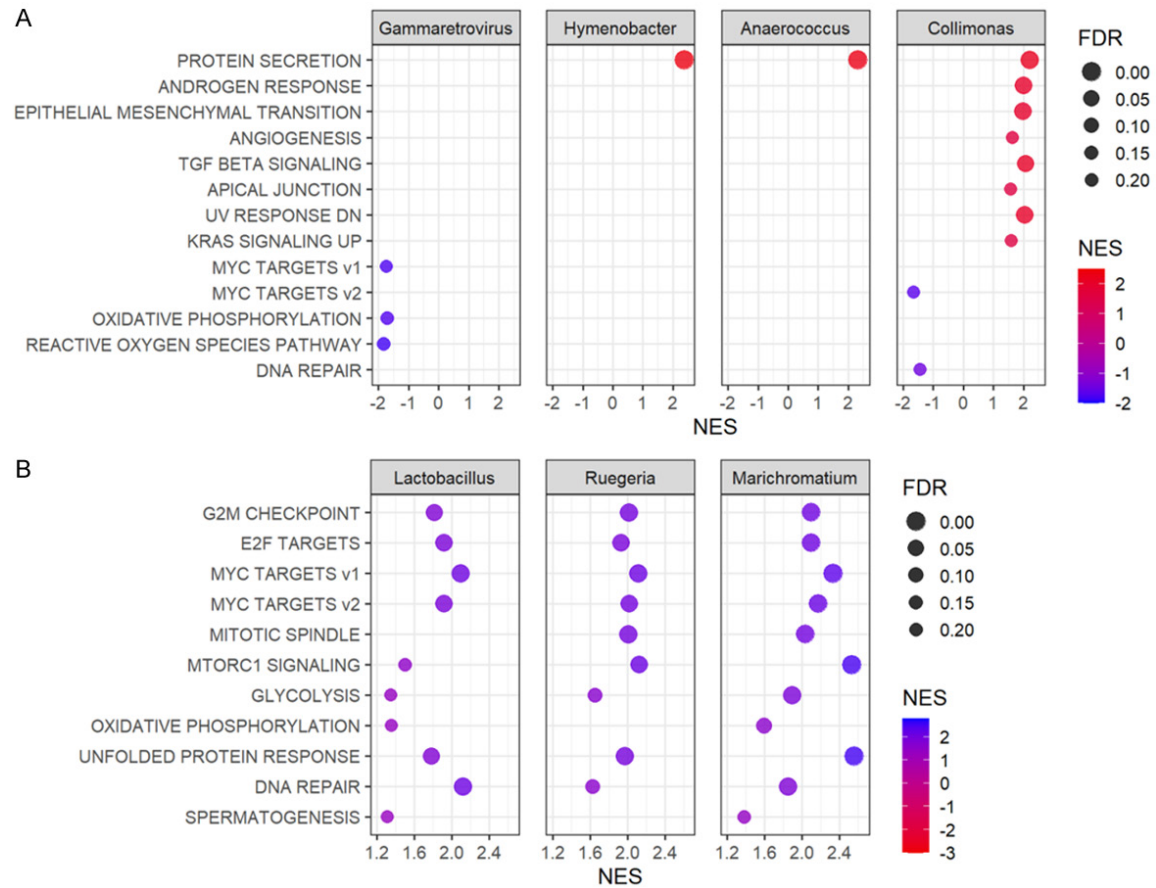 A
Gammaretrovirus Hymenobacter Anaerococcus Collimonas
PROTEIN SECRETION
ANDROGEN RESPONSE
EPITHELIAL MESENCHYMAL TRANSITION
ANGIOGENESIS
TGF BETA SIGNALING
APICAL JUNCTION
UV RESPONSE DN
KRAS SIGNALING UP
MYC TARGETS v1
MYC TARGETS v2
OXIDATIVE PHOSPHORYLATION
REACTIVE OXYGEN SPECIES PATHWAY
DNA REPAIR
-2 -1 0 1 2 -2 -1 0 1 2 -2 -1 0 1 2 -2 -1 0 1 2
NES
FDR
0.00
0.05
0.10
0.15
0.20
NES
2
1
0
-1
-2
B
Lactobacillus Ruegeria Marichromatium
G2M CHECKPOINT
E2F TARGETS
MYC TARGETS v1
MYC TARGETS v2
MITOTIC SPINDLE
MTORC1 SIGNALING
GLYCOLYSIS
OXIDATIVE PHOSPHORYLATION
UNFOLDED PROTEIN RESPONSE
DNA REPAIR
SPERMATOGENESIS
1.2 1.6 2.0 2.4 1.2 1.6 2.0 2.4 1.2 1.6 2.0 2.4
NES
FDR
0.00
0.05
0.10
0.15
0.20
NES
2
1
0
-1
-2
-3